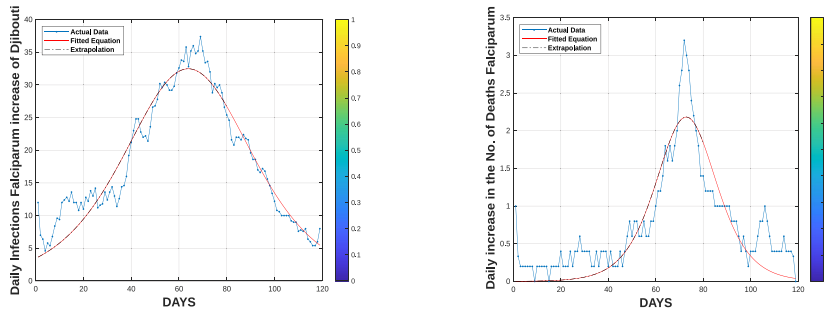 Daily Infections Falciparum increase of Djibouti
40
35
30
25
20
15
10
5
0
0 20 40 60 80 100 120
DAYS
Actual Data
Fitted Equation
Extrapolation
1
0.9
0.8
0.7
0.6
0.5
0.4
0.3
0.2
0.1
0
Daily increase in the No. of Deaths Falciparum
3.5
3
2.5
2
1.5
1
0.5
0
0 20 40 60 80 100 120
DAYS
Actual Data
Fitted Equation
Extrapolation